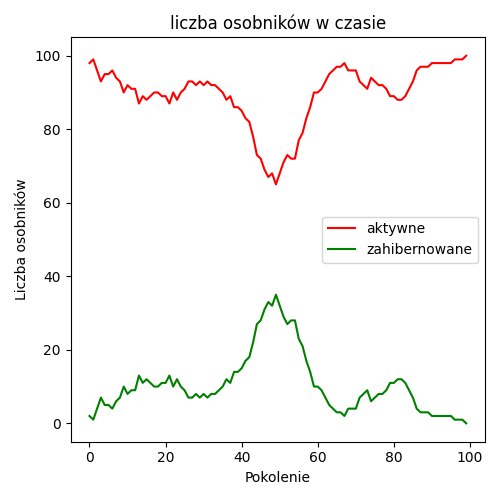 liczba osobników w czasie
Liczba osobników
100
80
60
40
20
0
aktywne
zahibernowane
0 20 40 60 80 100
Pokolenie